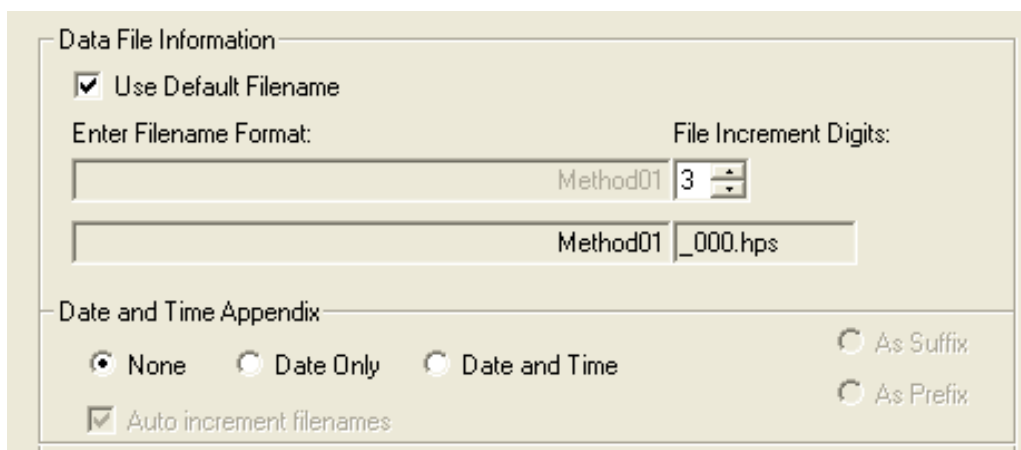 Data File Information
Use Default Filename
Enter Filename Format: File Increment Digits:
Method01 3
Method01 _000.hps
Date and Time Appendix
None Date Only Date and Time As Suffix
As Prefix
Auto increment filenames